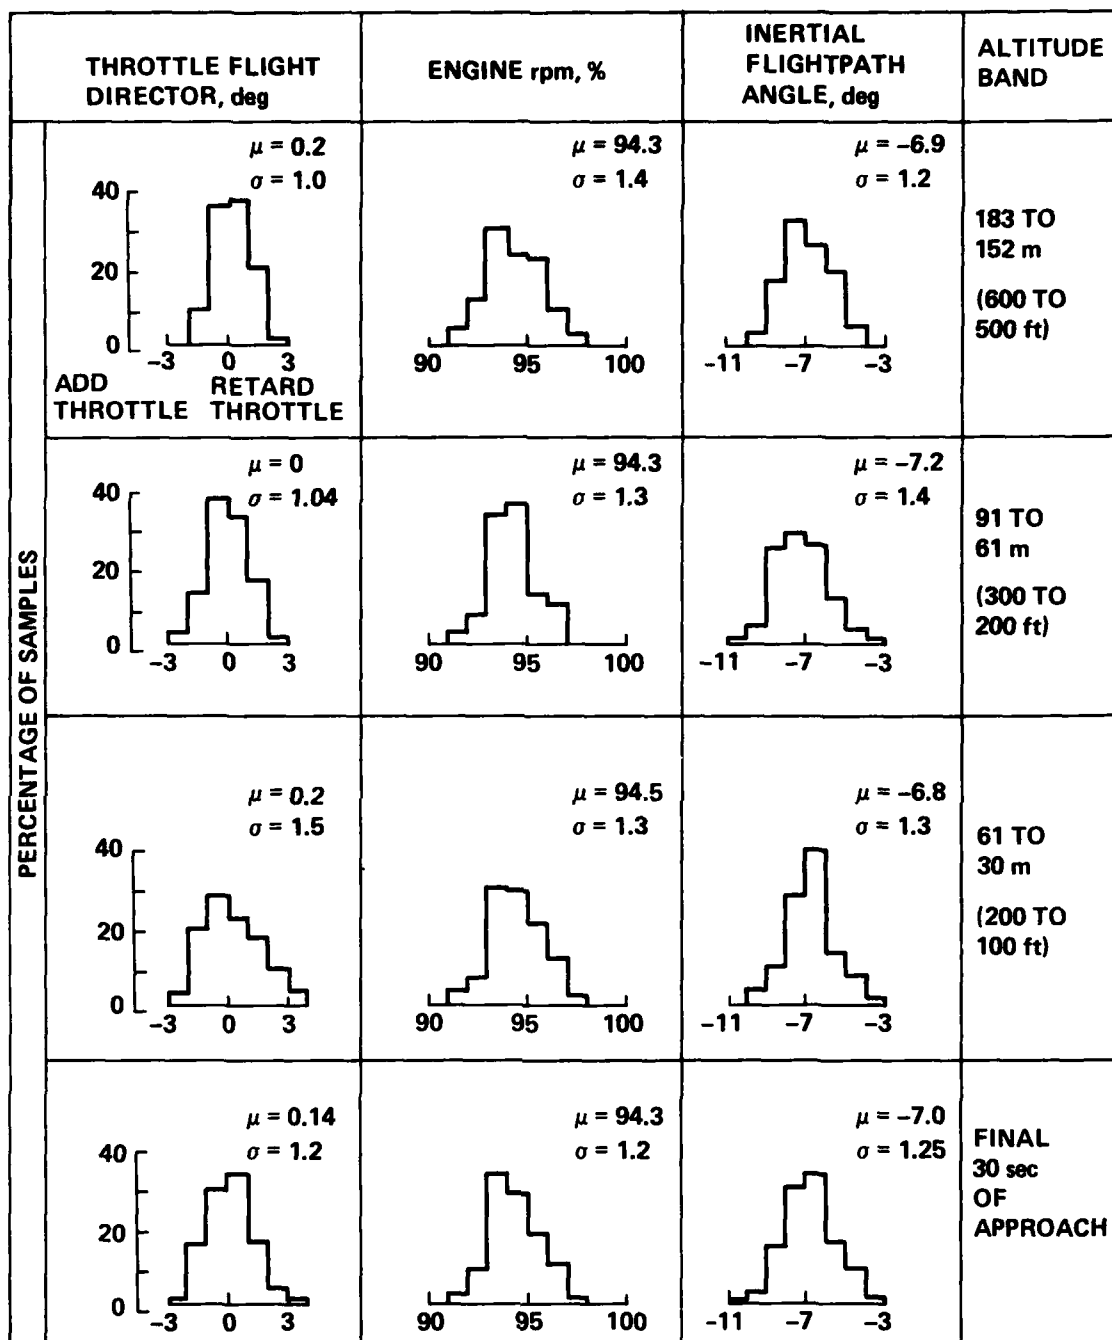 THROTTLE FLIGHT
DIRECTOR, deg
ENGINE rpm, %
INERTIAL
FLIGHTPATH
ANGLE, deg
ALTITUDE
BAND
PERCENTAGE OF SAMPLES
μ = 0.2
σ = 1.0
40
20
0
-3 0 3
ADD
THROTTLE
RETARD
THROTTLE
μ = 94.3
σ = 1.4
90 95 100
μ = -6.9
σ = 1.2
-11 -7 -3
183 TO
152 m
(600 TO
500 ft)
μ = 0
σ = 1.04
40
20
0
-3 0 3
μ = 94.3
σ = 1.3
90 95 100
μ = -7.2
σ = 1.4
-11 -7 -3
91 TO
61 m
(300 TO
200 ft)
μ = 0.2
σ = 1.5
40
20
0
-3 0 3
μ = 94.5
σ = 1.3
90 95 100
μ = -6.8
σ = 1.3
-11 -7 -3
61 TO
30 m
(200 TO
100 ft)
μ = 0.14
σ = 1.2
40
20
0
-3 0 3
μ = 94.3
σ = 1.2
90 95 100
μ = -7.0
σ = 1.25
-11 -7 -3
FINAL
30 sec
OF
APPROACH